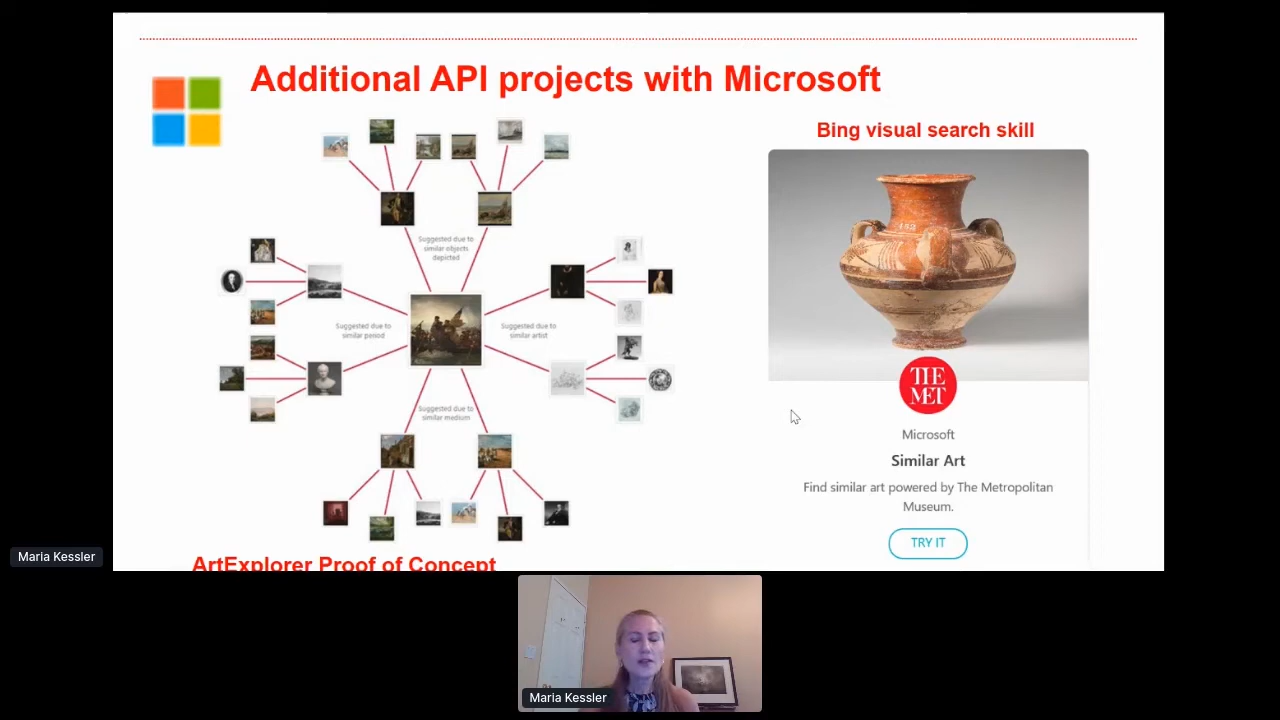 Additional API projects with Microsoft
Bing visual search skill
Suggested due to
similar objects
depicted
Suggested due to
similar period
Suggested due to
similar artist
Suggested due to
similar medium
THE
MET
Microsoft
Similar Art
Find similar art powered by The Metropolitan
Museum.
TRY IT
ArtExplorer Proof of Concept
Maria Kessler
Maria Kessler